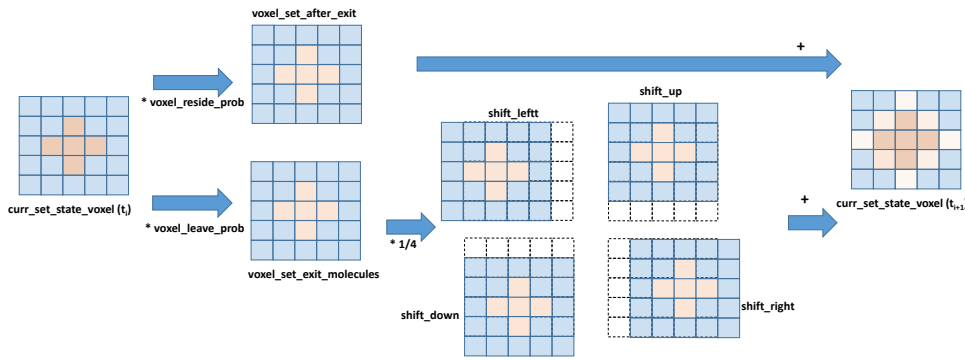 voxel_set_after_exit
+
* voxel_reside_prob
shift_leftt
shift_up
curr_set_state_voxel (ti)
* voxel_leave_prob
voxel_set_exit_molecules
* 1/4
+
curr_set_state_voxel (ti+1
shift_down
shift_right